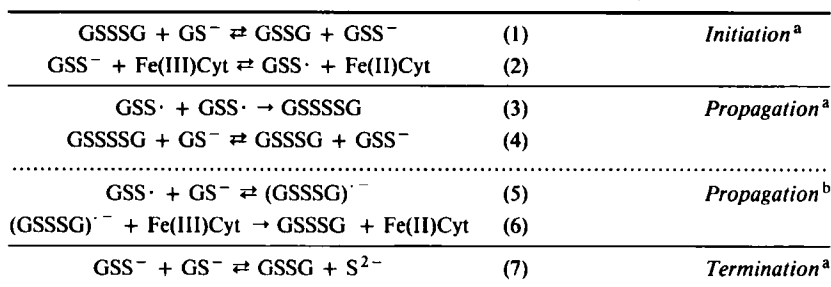 GSSSG + GS⁻ ⇄ GSSG + GSS⁻ (1) Initiationᵃ
GSS⁻ + Fe(III)Cyt ⇄ GSS· + Fe(II)Cyt (2)
GSS· + GSS· → GSSSSG (3) Propagationᵃ
GSSSSG + GS⁻ ⇄ GSSSG + GSS⁻ (4)
GSS· + GS⁻ ⇄ (GSSSG)·⁻ (5) Propagationᵇ
(GSSSG)·⁻ + Fe(III)Cyt → GSSSG + Fe(II)Cyt (6)
GSS⁻ + GS⁻ ⇄ GSSG + S²⁻ (7) Terminationᵃ